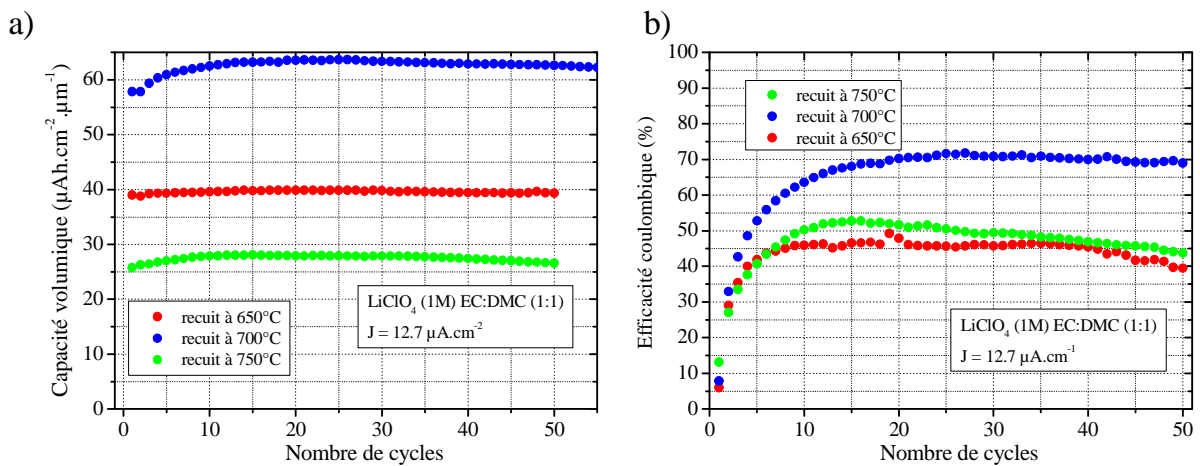 a)
Capacité volumique (µAh.cm-2.µm-1)
60
50
40
30
20
10
0
recuit à 650°C
recuit à 700°C
recuit à 750°C
LiClO4 (1M) EC:DMC (1:1)
J = 12.7 µA.cm-2
0 10 20 30 40 50
Nombre de cycles
b)
Efficacité coulombique (%)
100
90
80
70
60
50
40
30
20
10
0
recuit à 750°C
recuit à 700°C
recuit à 650°C
LiClO4 (1M) EC:DMC (1:1)
J = 12.7 µA.cm-1
0 10 20 30 40 50
Nombre de cycles